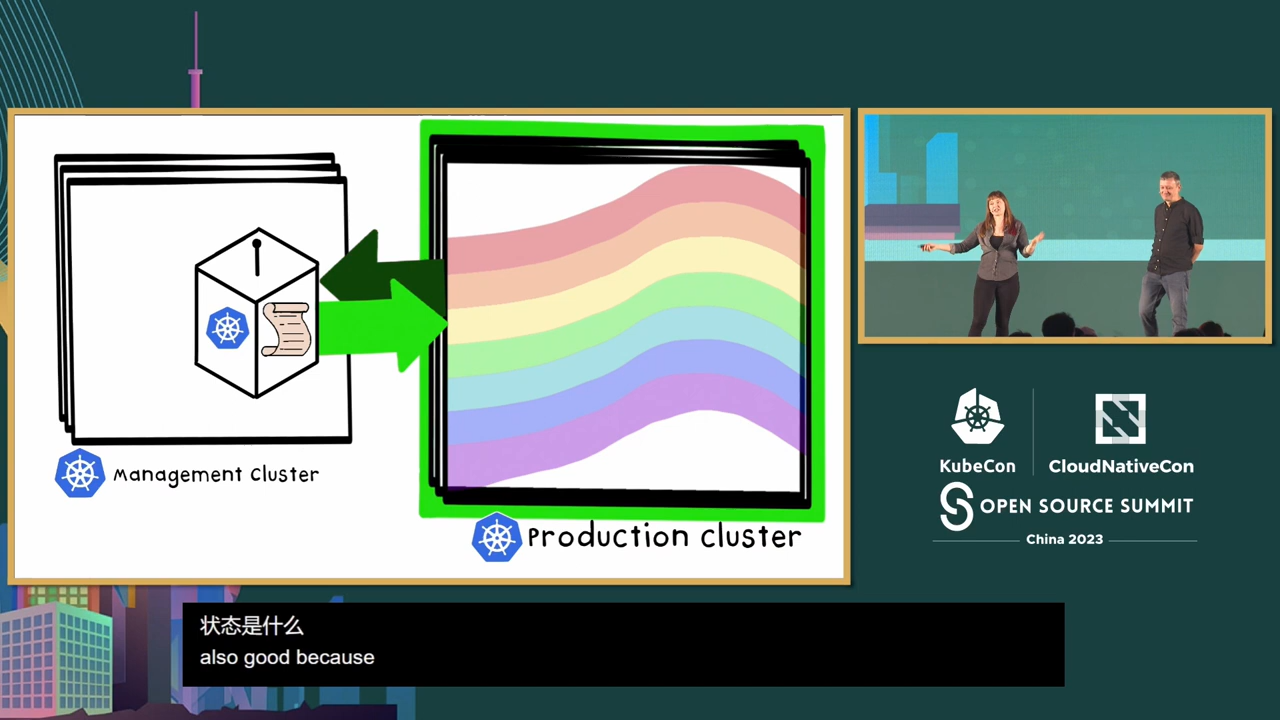 Management Cluster
Production cluster
KubeCon
CloudNativeCon
OPEN SOURCE SUMMIT
China 2023
状态是什么
also good because